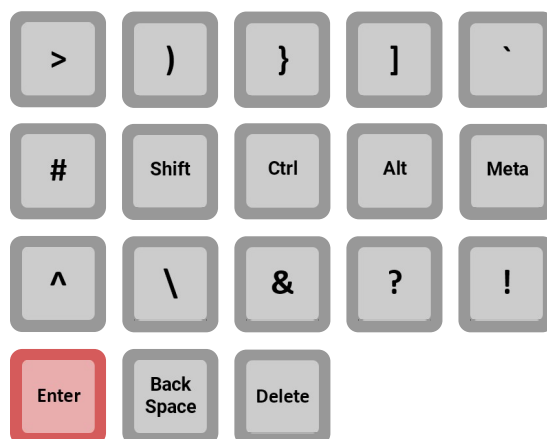 > ) } ] `
# Shift Ctrl Alt Meta
^ \ & ? !
Enter Back Space Delete